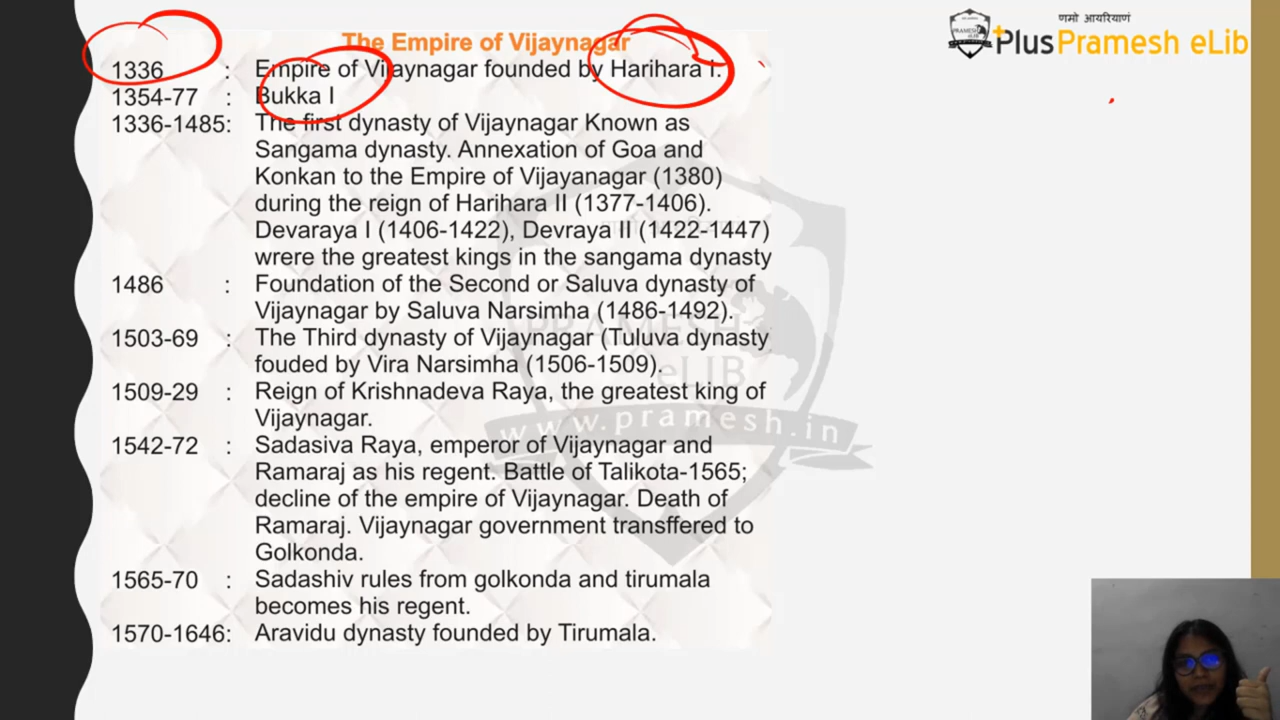 णमो आयरियाणं
PlusPramesh eLib
The Empire of Vijaynagar
1336 : Empire of Vijaynagar founded by Harihara I.
1354-77 : Bukka I
1336-1485: The first dynasty of Vijaynagar Known as
Sangama dynasty. Annexation of Goa and
Konkan to the Empire of Vijayanagar (1380)
during the reign of Harihara II (1377-1406).
Devaraya I (1406-1422), Devraya II (1422-1447)
wrere the greatest kings in the sangama dynasty
1486 : Foundation of the Second or Saluva dynasty of
Vijaynagar by Saluva Narsimha (1486-1492).
1503-69 : The Third dynasty of Vijaynagar (Tuluva dynasty
fouded by Vira Narsimha (1506-1509).
1509-29 : Reign of Krishnadeva Raya, the greatest king of
Vijaynagar.
1542-72 : Sadasiva Raya, emperor of Vijaynagar and
Ramaraj as his regent. Battle of Talikota-1565;
decline of the empire of Vijaynagar. Death of
Ramaraj. Vijaynagar government transffered to
Golkonda.
1565-70 : Sadashiv rules from golkonda and tirumala
becomes his regent.
1570-1646: Aravidu dynasty founded by Tirumala.
PRAMESH
eLIB
www.pramesh.in